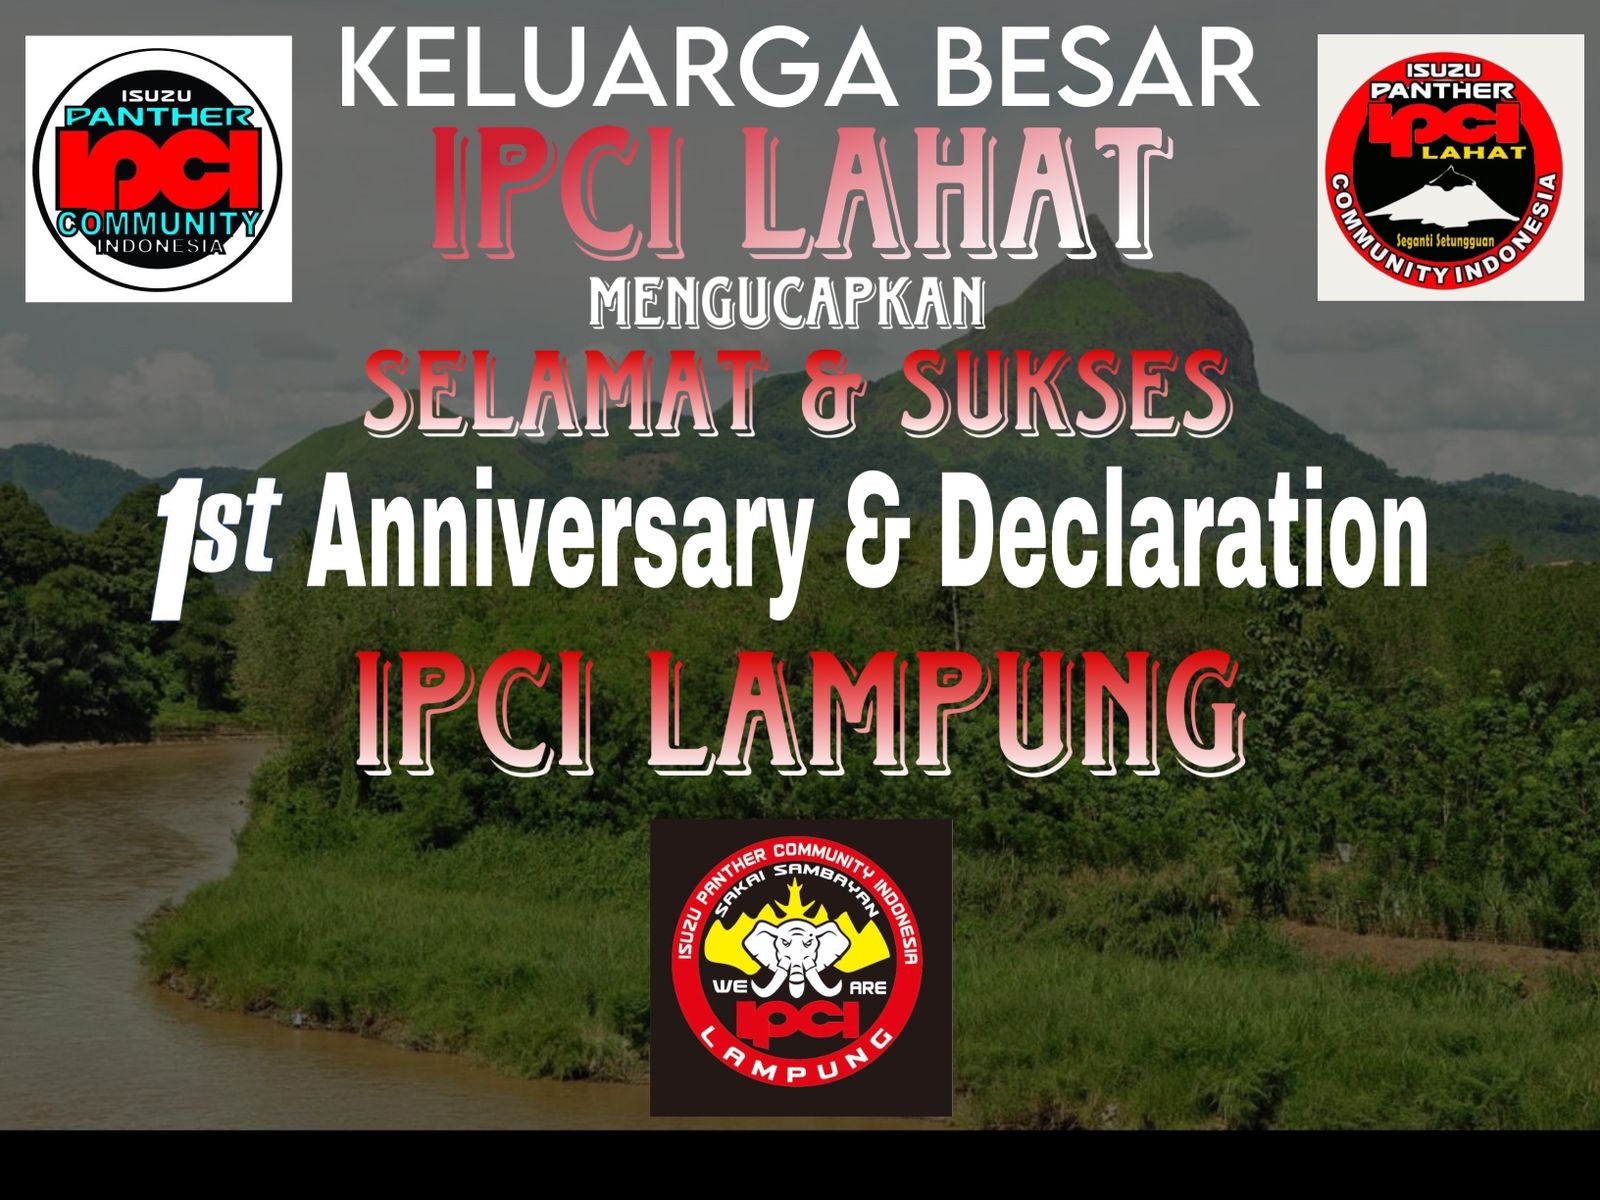 KELUARGA BESAR
IPCI LAHAT
MENGUCAPKAN
SELAMAT & SUKSES
1st Anniversary & Declaration
IPCI LAMPUNG
ISUZU
PANTHER
IPCI
COMMUNITY
INDONESIA
ISUZU
PANTHER
IPCI
LAHAT
Seganti Setungguan
COMMUNITY INDONESIA
ISUZU PANTHER COMMUNITY INDONESIA
SAKAI SAMBAYAN
WE ARE
IPCI
LAMPUNG